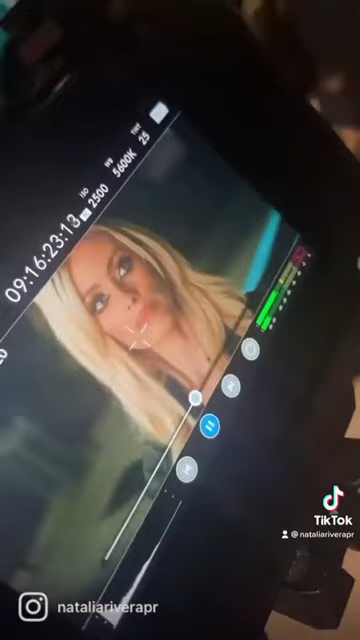 TINT
25
WB
5600K
ISO
2500
09:16:23:13
TikTok
@ nataliariverapr
nataliariverapr